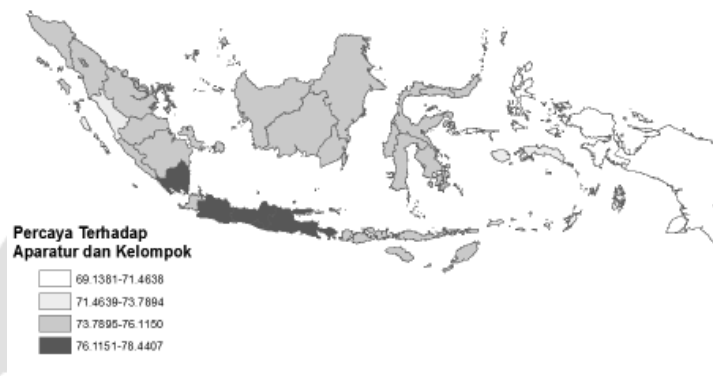 Percaya Terhadap
Aparatur dan Kelompok
69.1381-71.4638
71.4639-73.7894
73.7895-76.1150
76.1151-78.4407